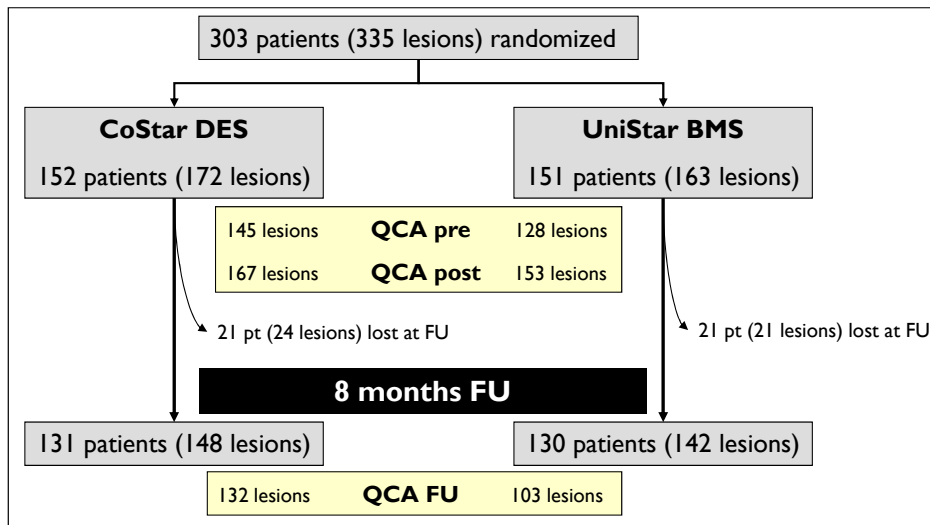 303 patients (335 lesions) randomized
CoStar DES
152 patients (172 lesions)
UniStar BMS
151 patients (163 lesions)
145 lesions QCA pre 128 lesions
167 lesions QCA post 153 lesions
21 pt (24 lesions) lost at FU
21 pt (21 lesions) lost at FU
8 months FU
131 patients (148 lesions)
130 patients (142 lesions)
132 lesions QCA FU 103 lesions